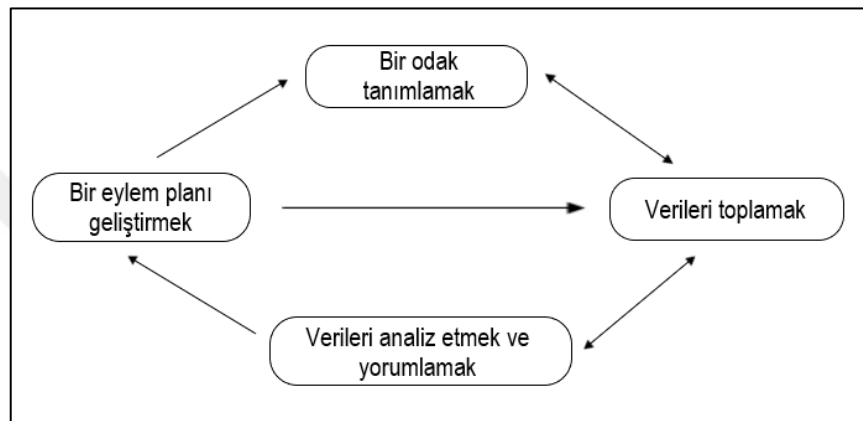 Bir odak
tanımlamak
Bir eylem planı
geliştirmek
Verileri toplamak
Verileri analiz etmek ve
yorumlamak